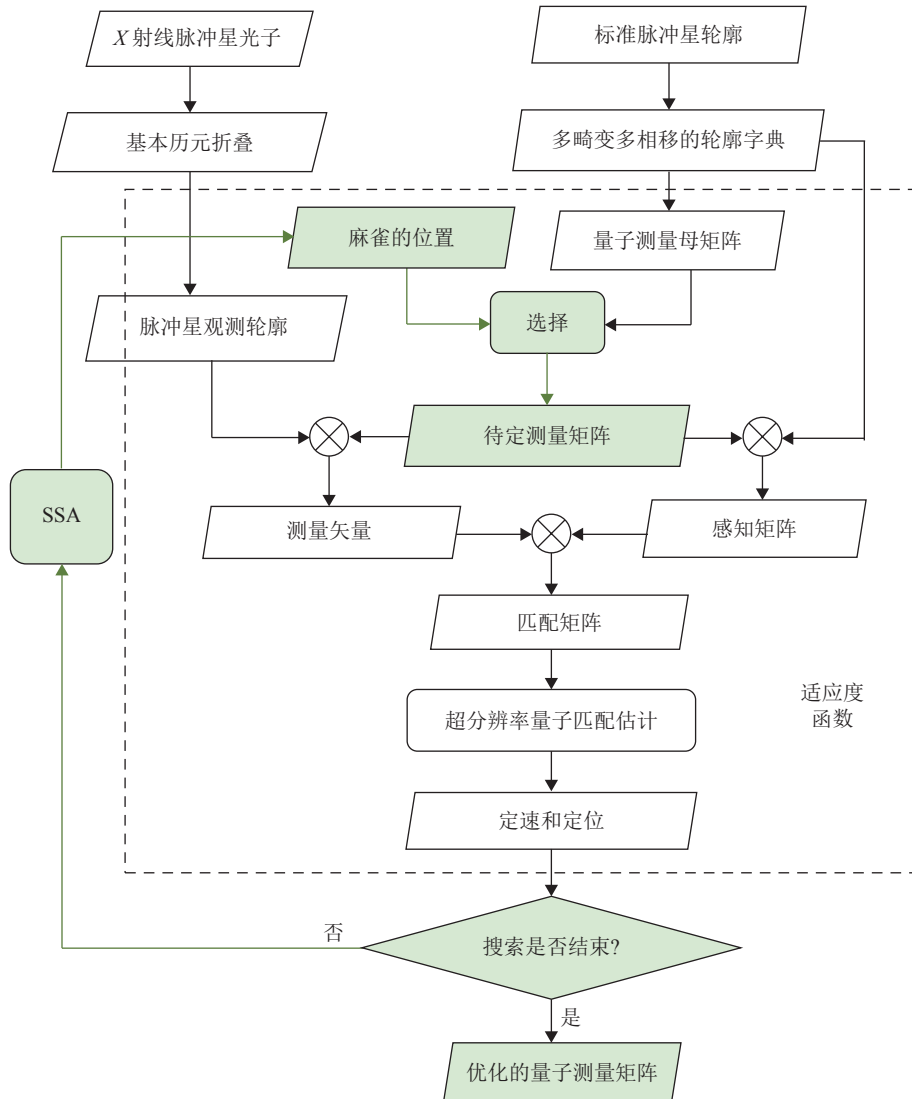 X 射线脉冲星光子
标准脉冲星轮廓
基本历元折叠
多畸变多相移的轮廓字典
麻雀的位置
量子测量母矩阵
脉冲星观测轮廓
选择
待定测量矩阵
SSA
测量矢量
感知矩阵
匹配矩阵
超分辨率量子匹配估计
适应度
函数
定速和定位
否
搜索是否结束?
是
优化的量子测量矩阵